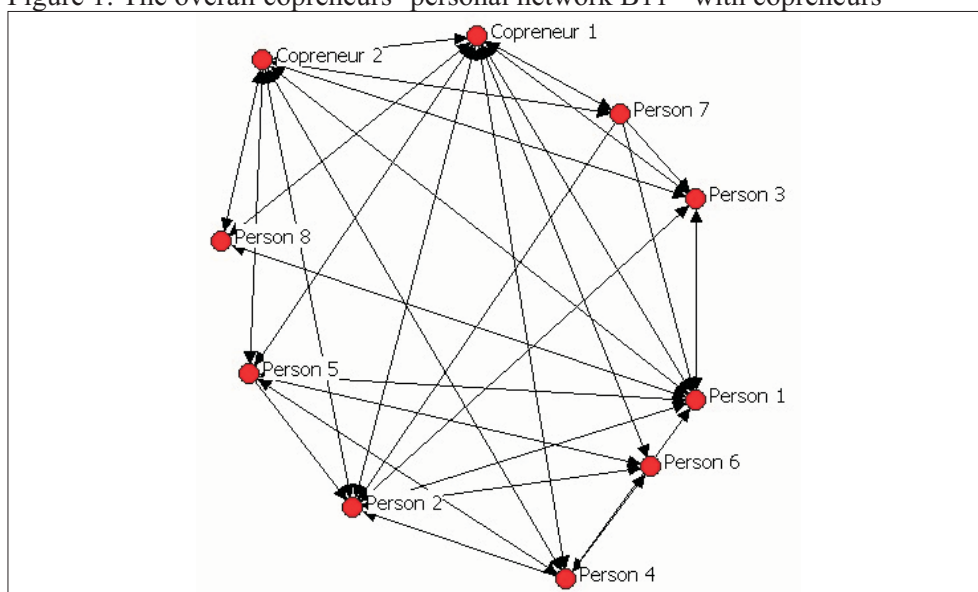 Figure 1: The overall copreneurs' personal network B11 – with copreneurs
Copreneur 1
Copreneur 2
Person 7
Person 3
Person 8
Person 5
Person 1
Person 6
Person 2
Person 4